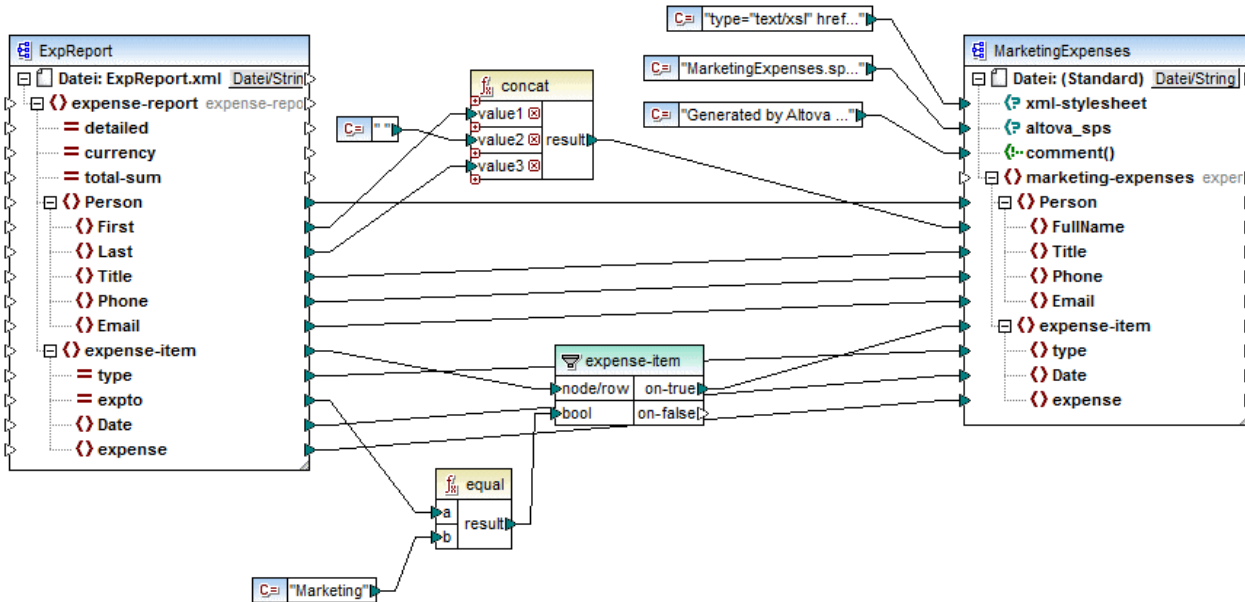 ExpReport
Datei: ExpReport.xml Datei/Strin
expense-report expense-repo
detailed
currency
total-sum
Person
First
Last
Title
Phone
Email
expense-item
type
expto
Date
expense
C= " "
concat
value1
value2 result
value3
C= "type="text/xsl" href..."
C= "MarketingExpenses.sp..."
C= "Generated by Altova ..."
expense-item
node/row on-true
bool on-false
equal
a
result
b
C= "Marketing"
MarketingExpenses
Datei: (Standard) Datei/String
xml-stylesheet
altova_sps
comment()
marketing-expenses exper
Person
FullName
Title
Phone
Email
expense-item
type
Date
expense